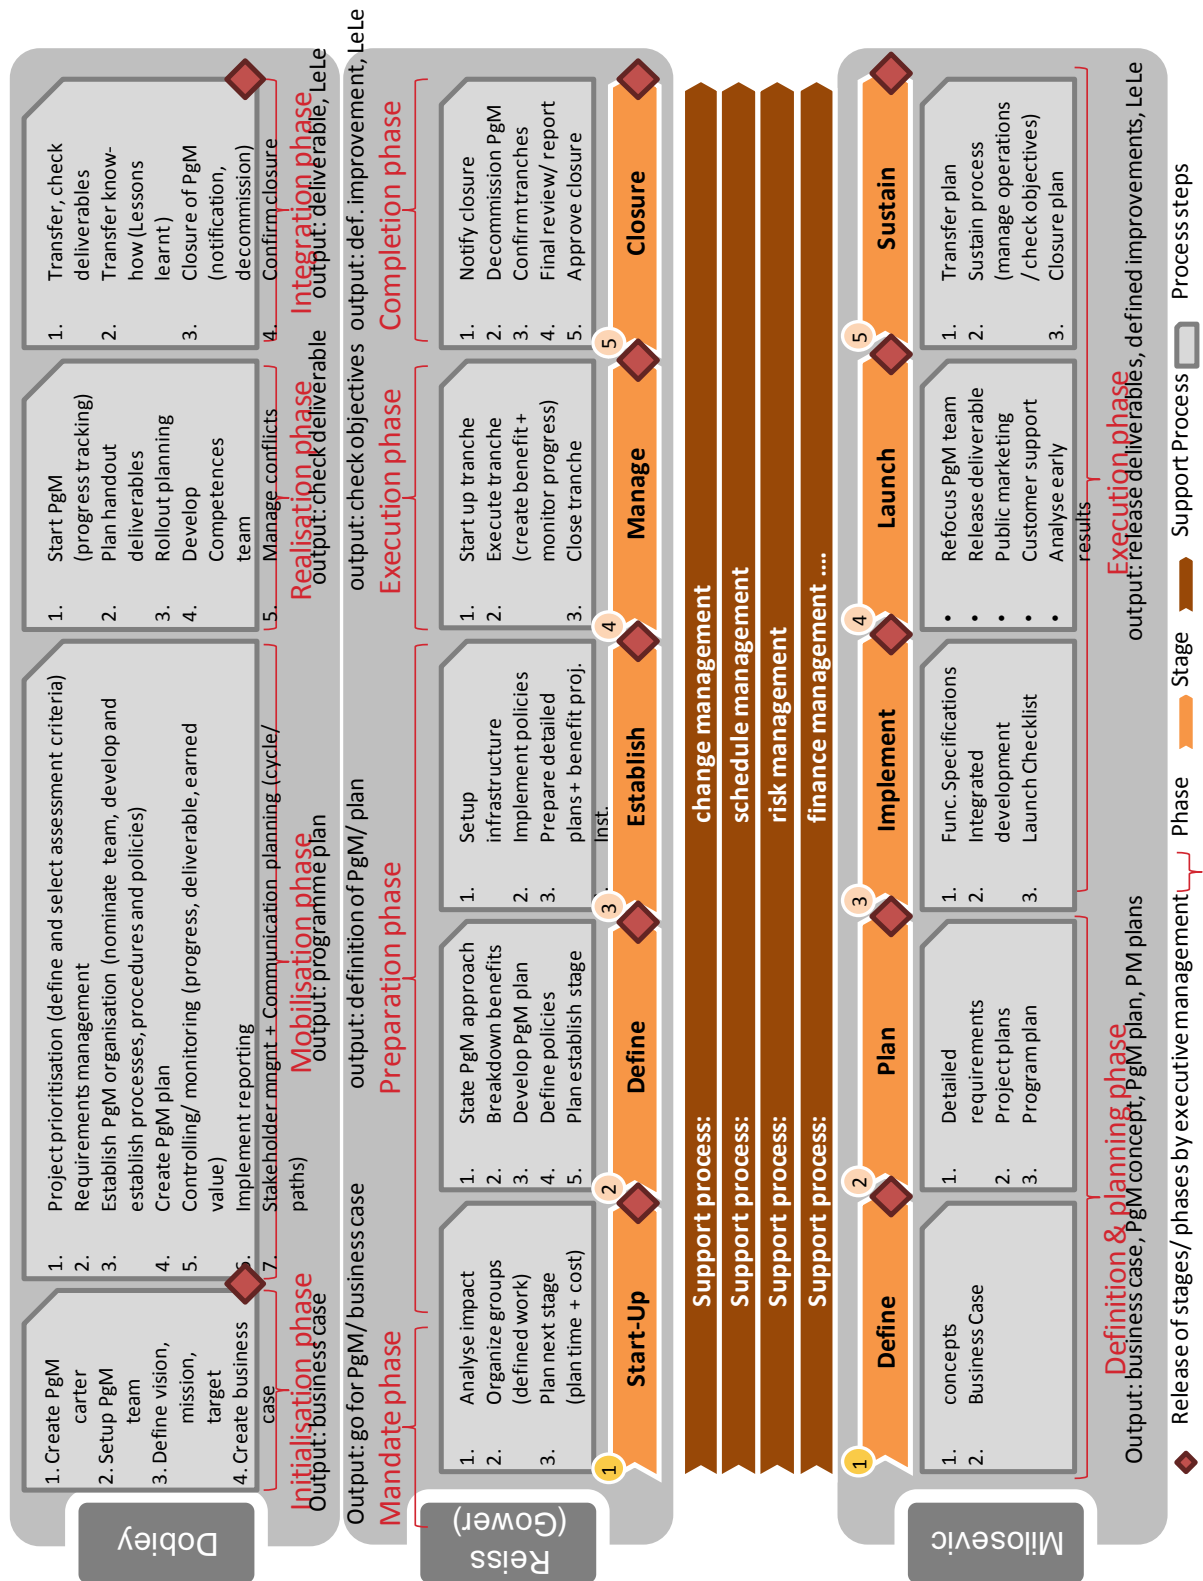 Dobiey
1. Create PgM
carter
2. Setup PgM
team
3. Define vision,
mission,
target
4. Create business
case
Initialisation phase
Output: business case
1. Project prioritisation (define and select assessment criteria)
2. Requirements management
3. Establish PgM organisation (nominate team, develop and
establish processes, procedures and policies)
4. Create PgM plan
5. Controlling/ monitoring (progress, deliverable, earned
value)
6. Implement reporting
7. Stakeholder mngnt + Communication planning (cycle/
paths)
Mobilisation phase
output: programme plan
1. Start PgM
(progress tracking)
2. Plan handout
deliverables
3. Rollout planning
4. Develop
Competences
team
5. Manage conflicts
Realisation phase
output: check deliverable
1. Transfer, check
deliverables
2. Transfer know-
how (Lessons
learnt )
3. Closure of PgM
(notification,
decommission)
4. Confirm closure
Integration phase
output: deliverable, LeLe
Reiss
(Gower)
Output: go for PgM/ business case
Mandate phase
output: definition of PgM/ plan
Preparation phase
output: check objectives
Execution phase
output: def. improvement, LeLe
Completion phase
1. Analyse impact
2. Organize groups
(defined work)
3. Plan next stage
(plan time + cost)
1. State PgM approach
2. Breakdown benefits
3. Develop PgM plan
4. Define policies
5. Plan establish stage
1. Setup
infrastructure
2. Implement policies
3. Prepare detailed
plans + benefit proj.
Inst.
1. Start up tranche
2. Execute tranche
(create benefit +
monitor progress)
3. Close tranche
1. Notify closure
2. Decommission PgM
3. Confirm tranches
4. Final review/ report
5. Approve closure
1 Start-Up
2 Define
3 Establish
4 Manage
5 Closure
Support process: change management
Support process: schedule management
Support process: risk management
Support process: finance management ....
Milosevic
1 Define
2 Plan
3 Implement
4 Launch
5 Sustain
1. concepts
2. Business Case
1. Detailed
requirements
2. Project plans
3. Program plan
1. Func. Specifications
2. Integrated
development
3. Launch Checklist
• Refocus PgM team
• Release deliverable
• Public marketing
• Customer support
• Analyse early
results
1. Transfer plan
2. Sustain process
(manage operations
/ check objectives)
3. Closure plan
Definition & planning phase
Output: business case, PgM concept, PgM plan, PM plans
Execution phase
output: release deliverables, defined improvements, LeLe
Release of stages/ phases by executive management
Phase
Stage
Support Process
Process steps